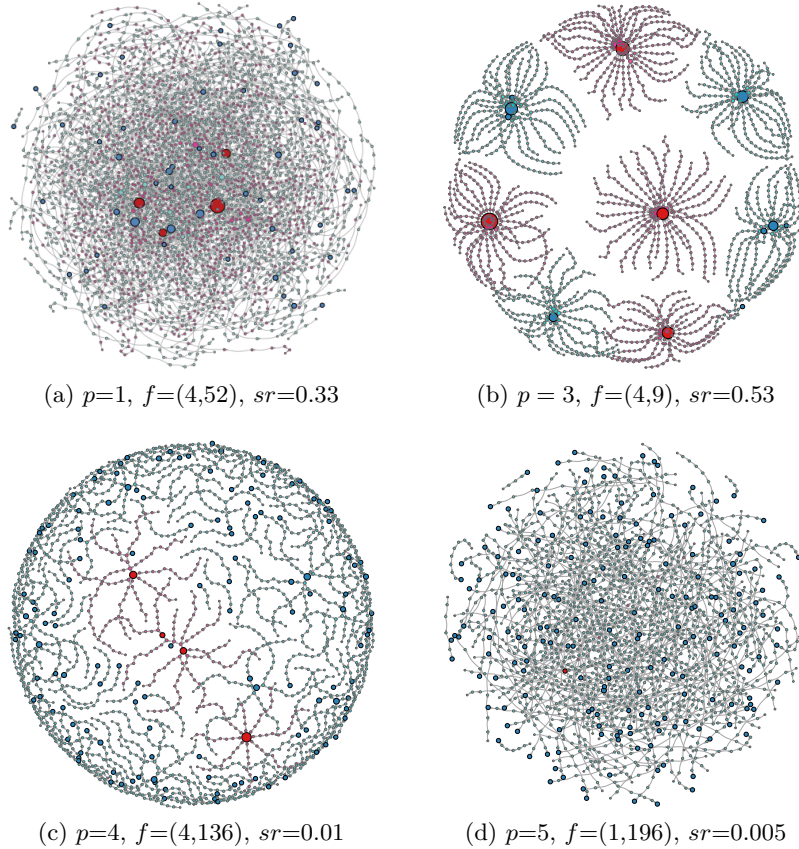 (a) p=1, f=(4,52), sr=0.33
(b) p = 3, f=(4,9), sr=0.53
(c) p=4, f=(4,136), sr=0.01
(d) p=5, f=(1,196), sr=0.005